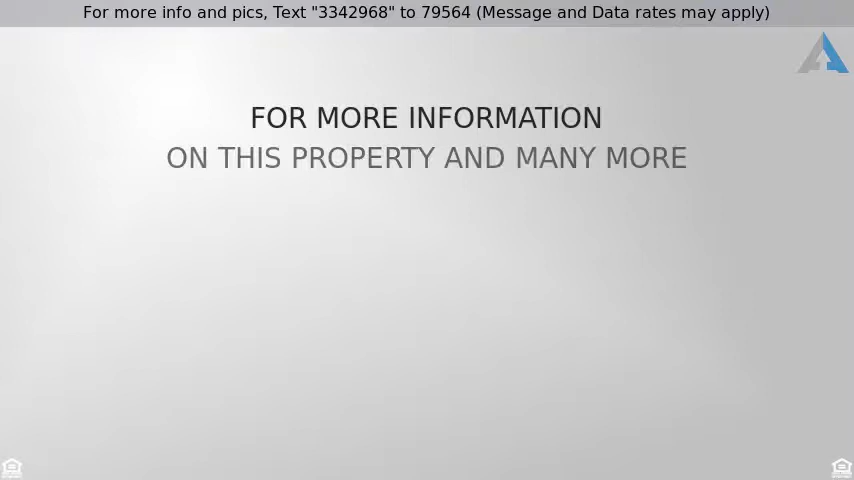 For more info and pics, Text "3342968" to 79564 (Message and Data rates may apply)
FOR MORE INFORMATION
ON THIS PROPERTY AND MANY MORE